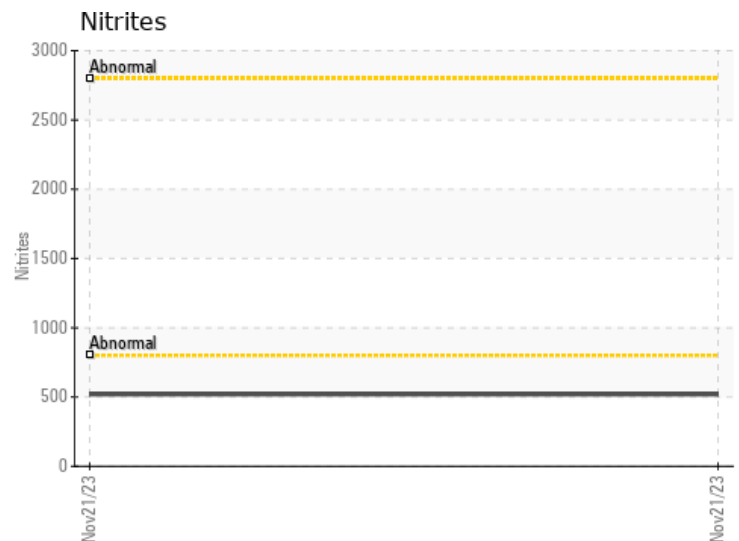 Nitrites
3000
Abnormal
2500
2000
Nitrites
1500
1000
Abnormal
500
0
Nov21/23
Nov21/23